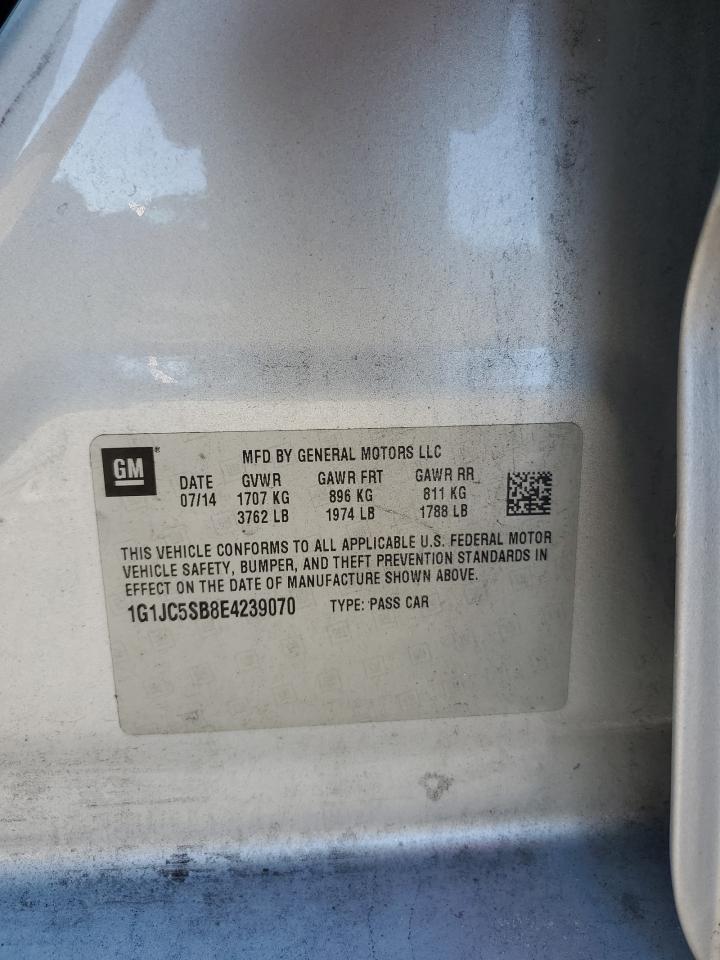 GM®
MFD BY GENERAL MOTORS LLC
DATE GVWR GAWR FRT GAWR RR
07/14 1707 KG 896 KG 811 KG
3762 LB 1974 LB 1788 LB
THIS VEHICLE CONFORMS TO ALL APPLICABLE U.S. FEDERAL MOTOR
VEHICLE SAFETY, BUMPER, AND THEFT PREVENTION STANDARDS IN
EFFECT ON THE DATE OF MANUFACTURE SHOWN ABOVE.
1G1JC5SB8E4239070 TYPE: PASS CAR